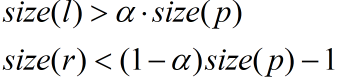 size(l) > α · size(p)
size(r) < (1 − α)size(p) − 1